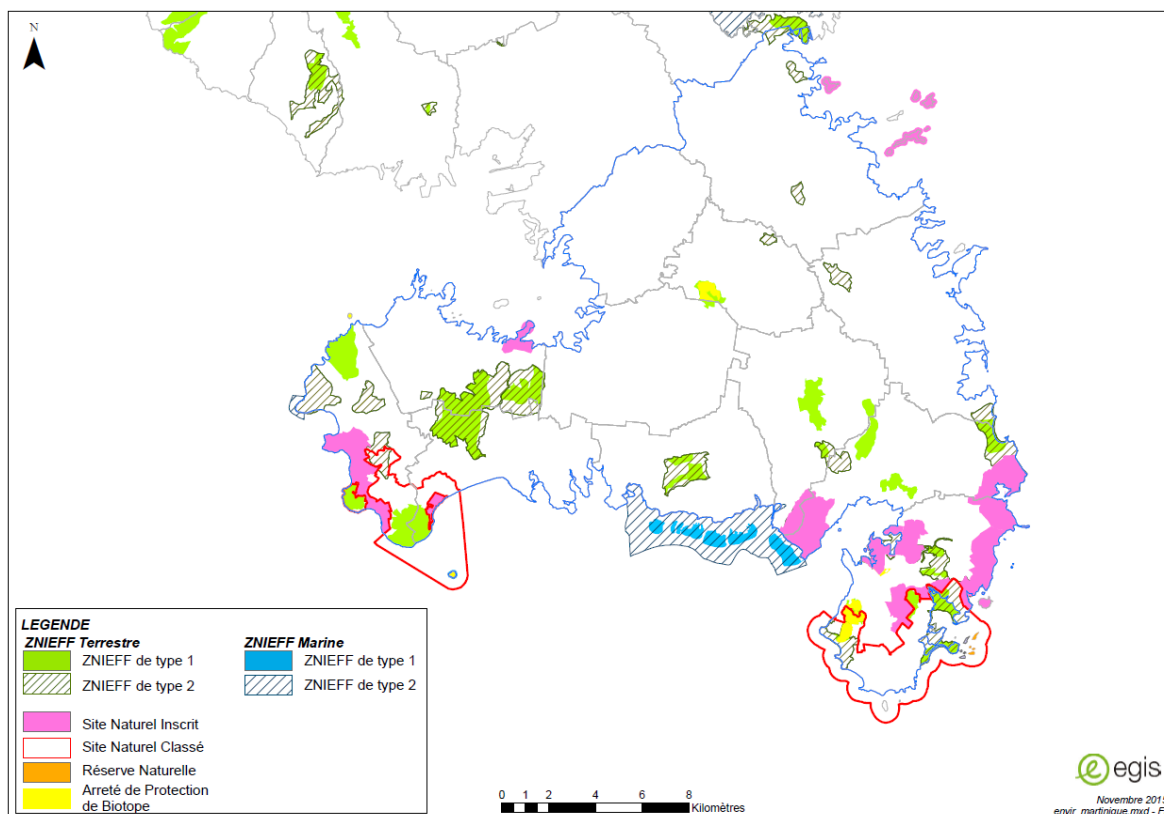 N
LEGENDE
ZNIEFF Terrestre ZNIEFF Marine
ZNIEFF de type 1 ZNIEFF de type 1
ZNIEFF de type 2 ZNIEFF de type 2
Site Naturel Inscrit
Site Naturel Classé
Réserve Naturelle
Arreté de Protection
de Biotope
0 1 2 4 6 8
Kilomètres
egis
Novembre
envir_martinique.mxd -